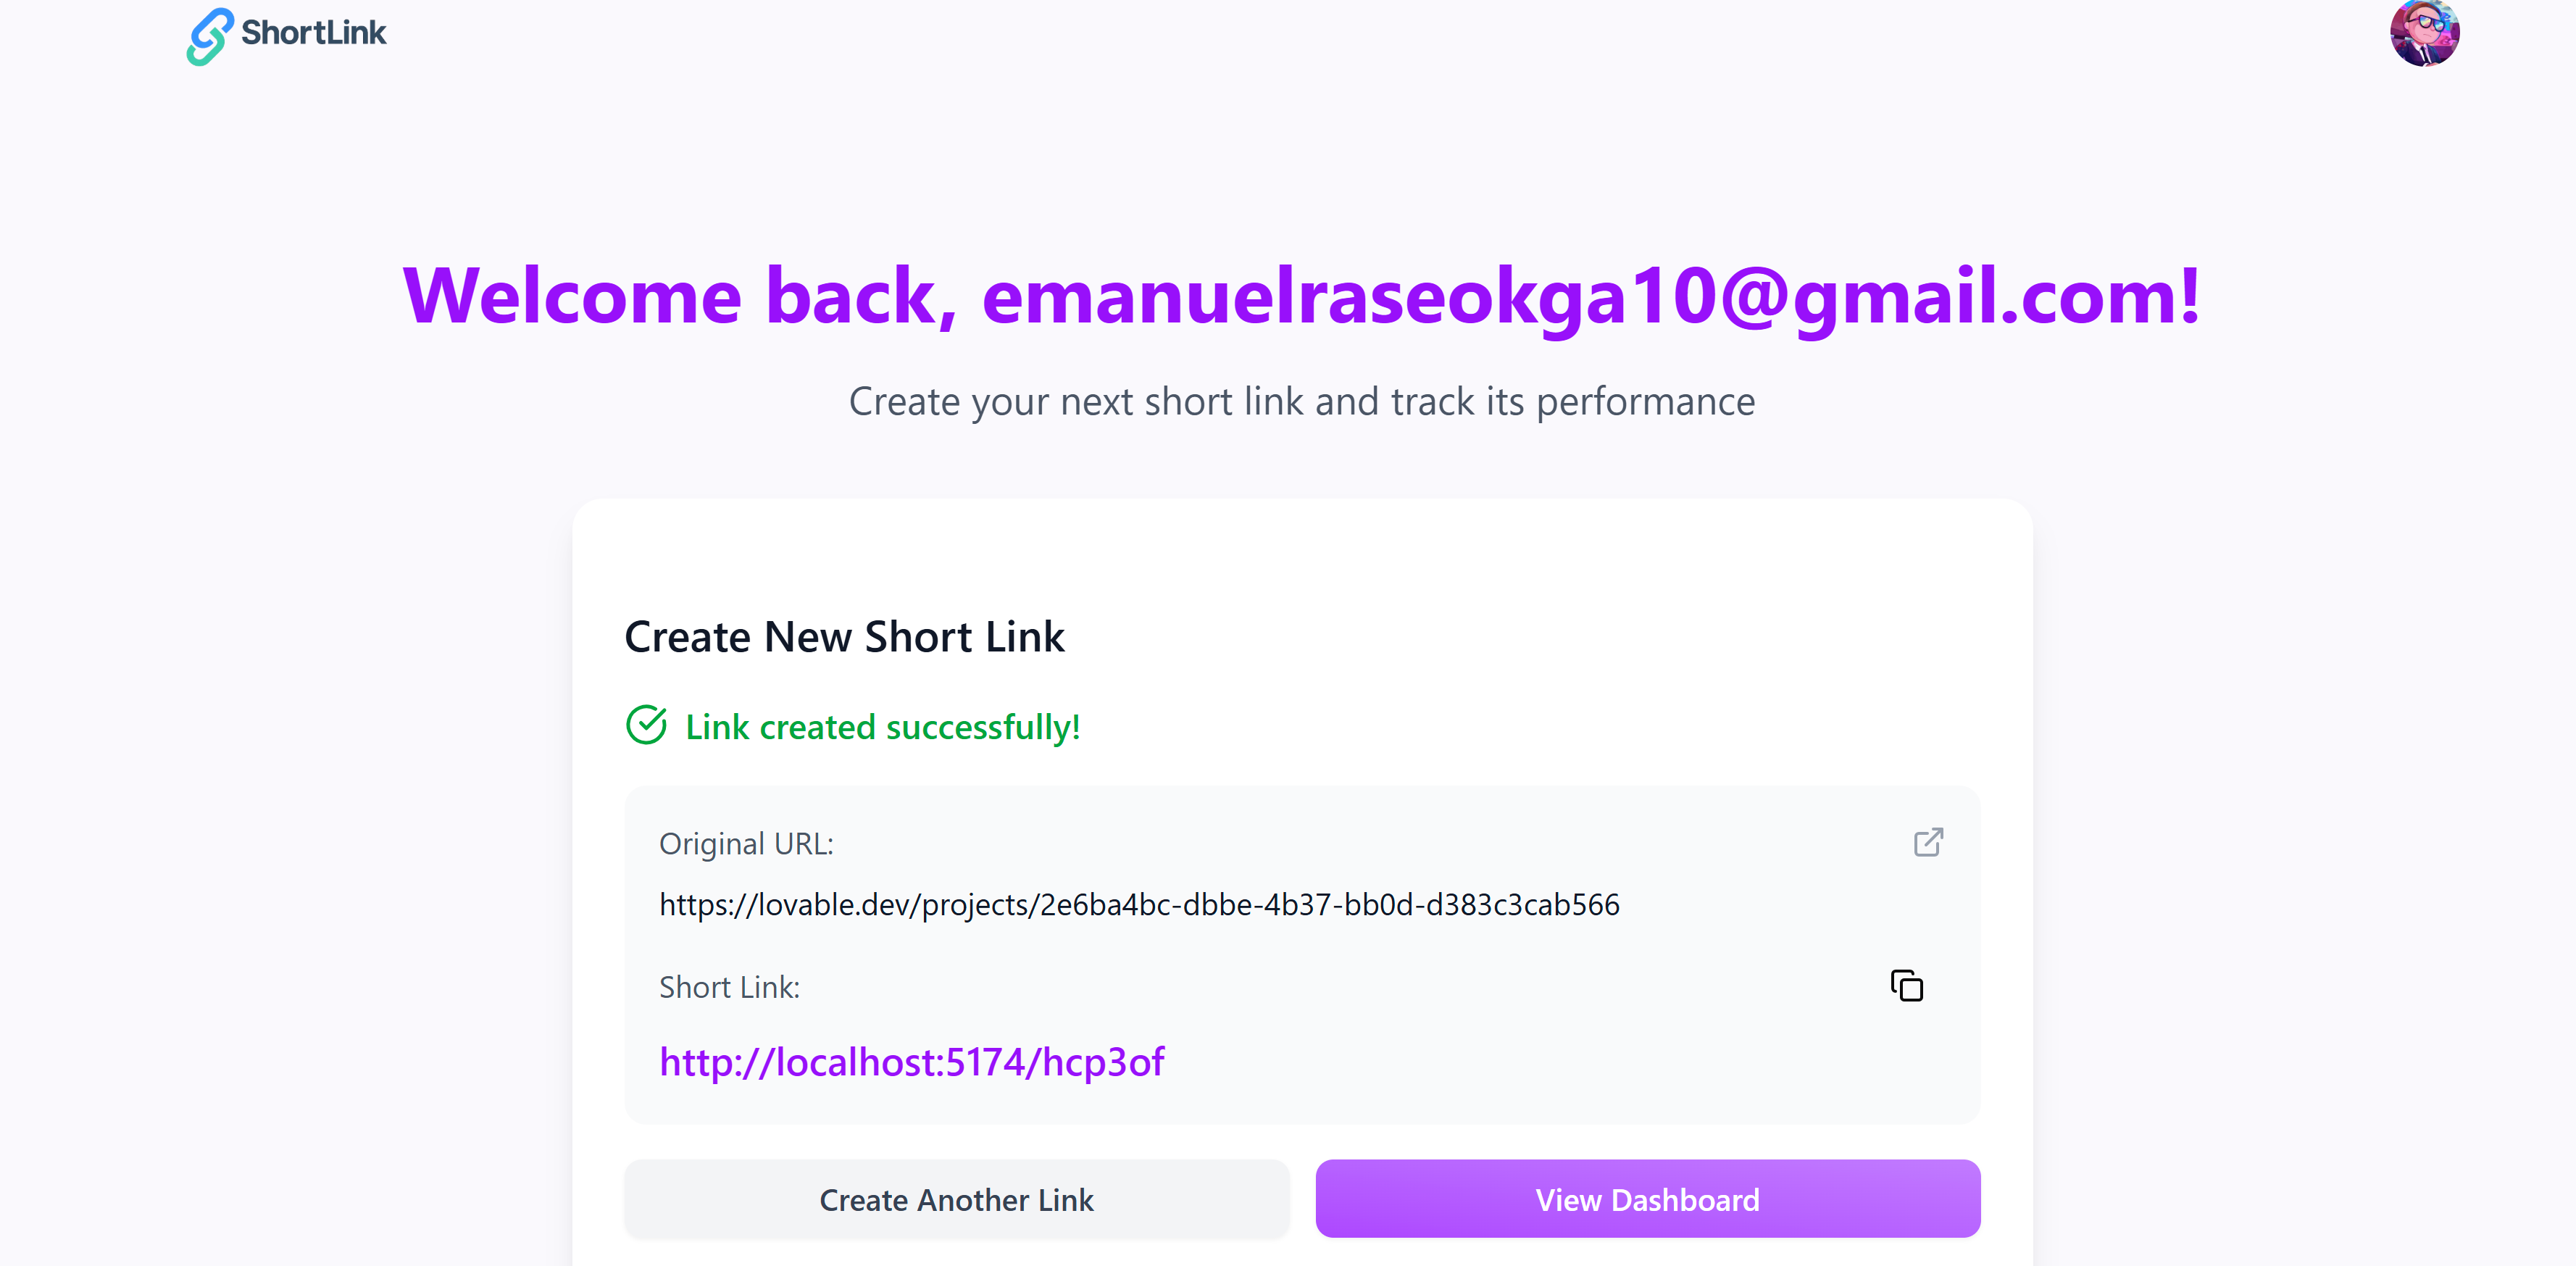 ShortLink
Welcome back, emanuelraseokga10@gmail.com!
Create your next short link and track its performance
Create New Short Link
Link created successfully!
Original URL:
https://lovable.dev/projects/2e6ba4bc-dbbe-4b37-bb0d-d383c3cab566
Short Link:
http://localhost:5174/hcp3of
Create Another Link
View Dashboard